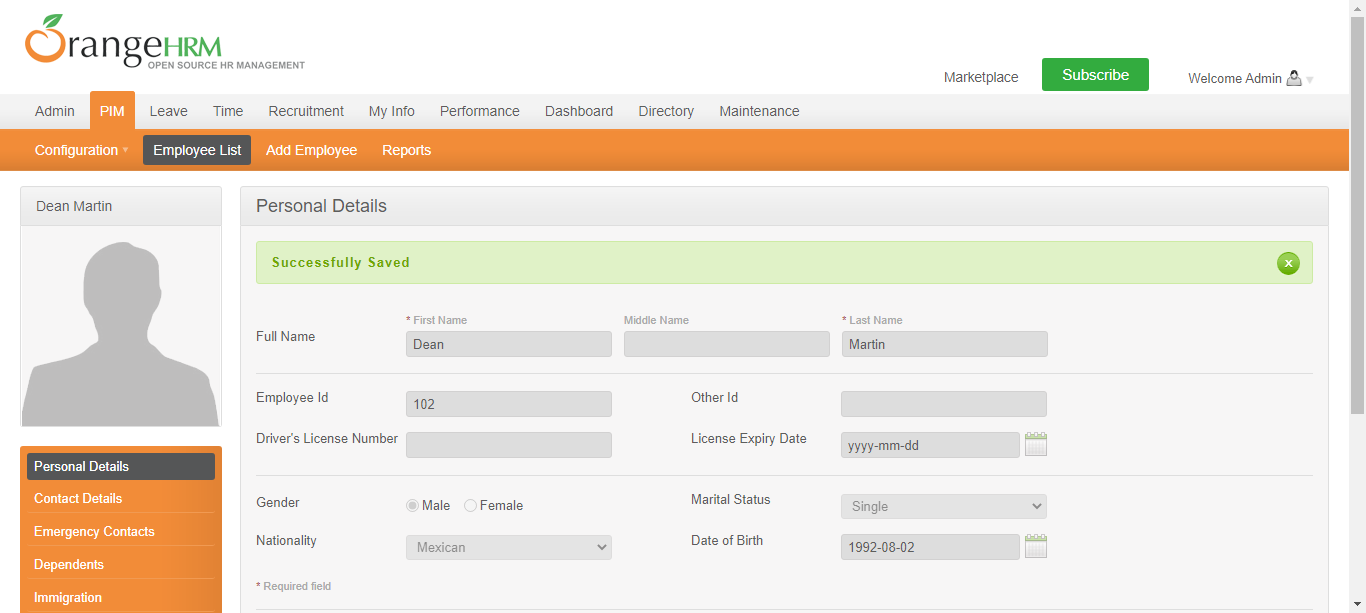 OrangeHRM
OPEN SOURCE HR MANAGEMENT
Marketplace Subscribe Welcome Admin
Admin PIM Leave Time Recruitment My Info Performance Dashboard Directory Maintenance
Configuration Employee List Add Employee Reports
Dean Martin
Personal Details
Contact Details
Emergency Contacts
Dependents
Immigration
Personal Details
Successfully Saved x
* First Name Middle Name * Last Name
Full Name Dean Martin
Employee Id 102 Other Id
Driver's License Number License Expiry Date yyyy-mm-dd
Gender Male Female Marital Status Single
Nationality Mexican Date of Birth 1992-08-02
* Required field